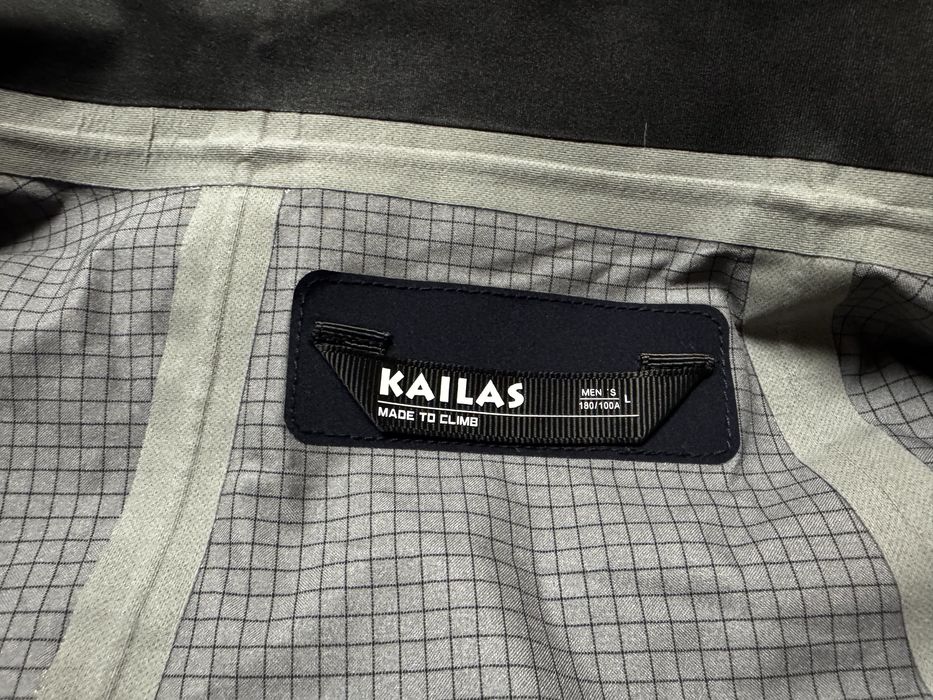 KAILAS
MADE TO CLIMB
MEN'S
180/100A
L